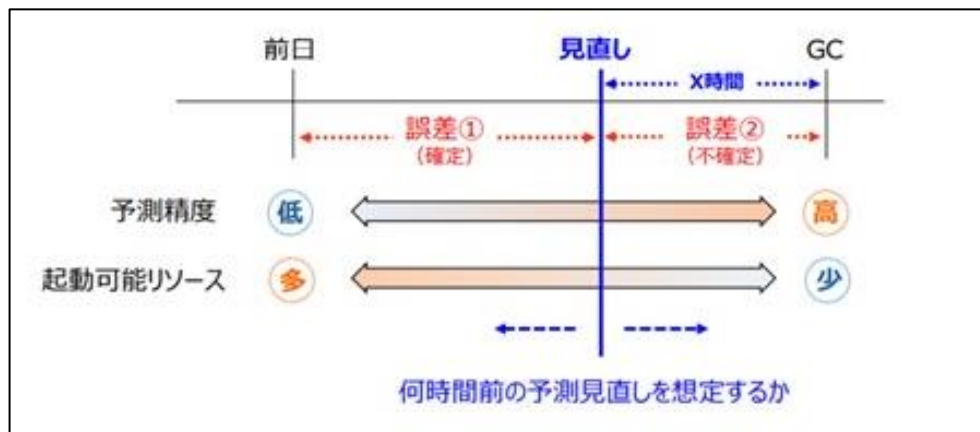 前日 見直し GC
X時間
誤差① 誤差②
(確定) (不確定)
予測精度 低 高
起動可能リソース 多 少
何時間前の予測見直しを想定するか